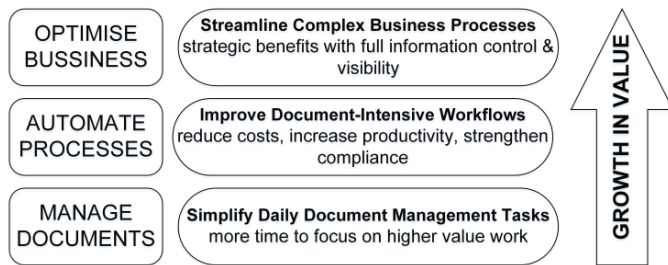 OPTIMISE
BUSSINESS
Streamline Complex Business Processes
strategic benefits with full information control &
visibility
AUTOMATE
PROCESSES
Improve Document-Intensive Workflows
reduce costs, increase productivity, strengthen
compliance
MANAGE
DOCUMENTS
Simplify Daily Document Management Tasks
more time to focus on higher value work
GROWTH IN VALUE